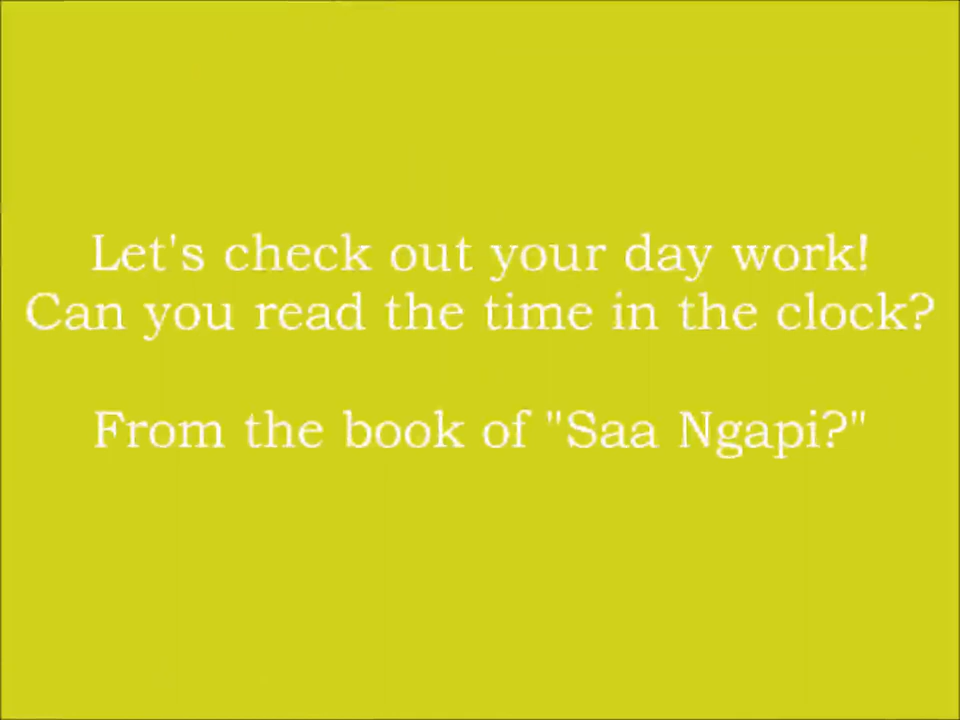 Let's check out your day work!
Can you read the time in the clock?
From the book of "Saa Ngapi?"